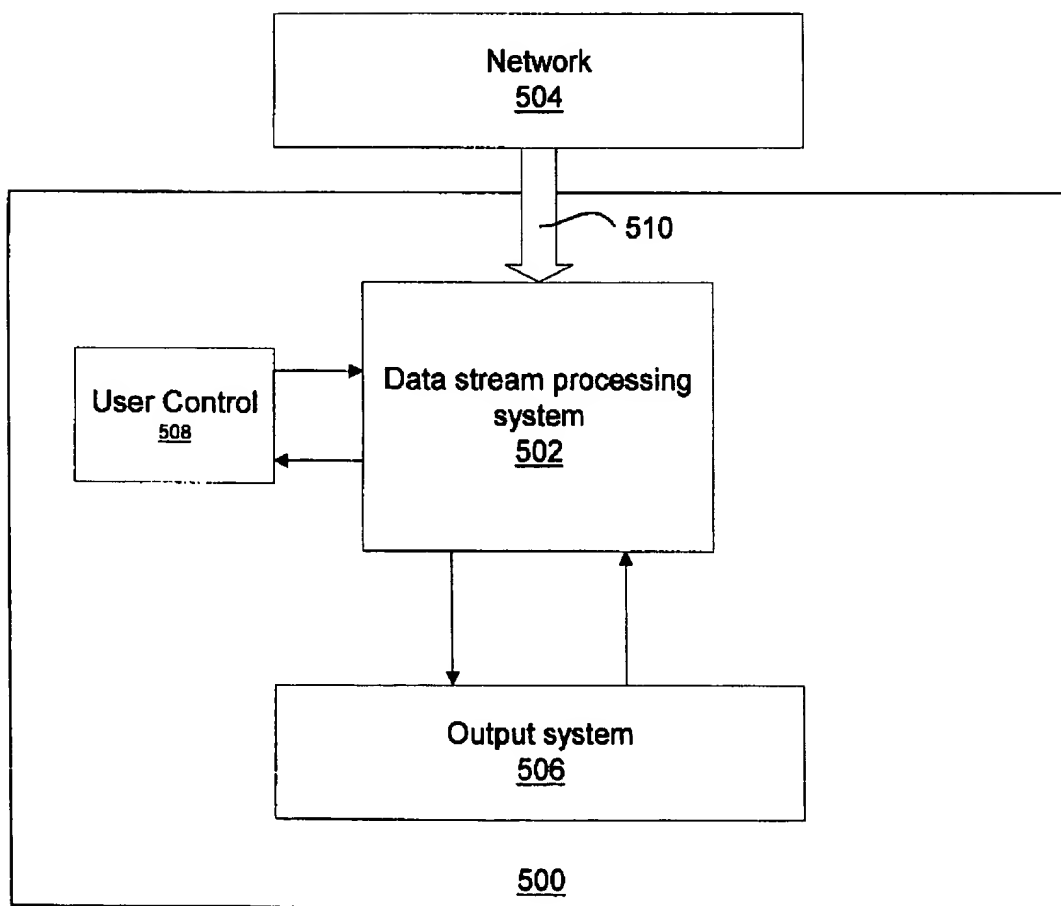 Network
504
510
User Control
508
Data stream processing
system
502
Output system
506
500